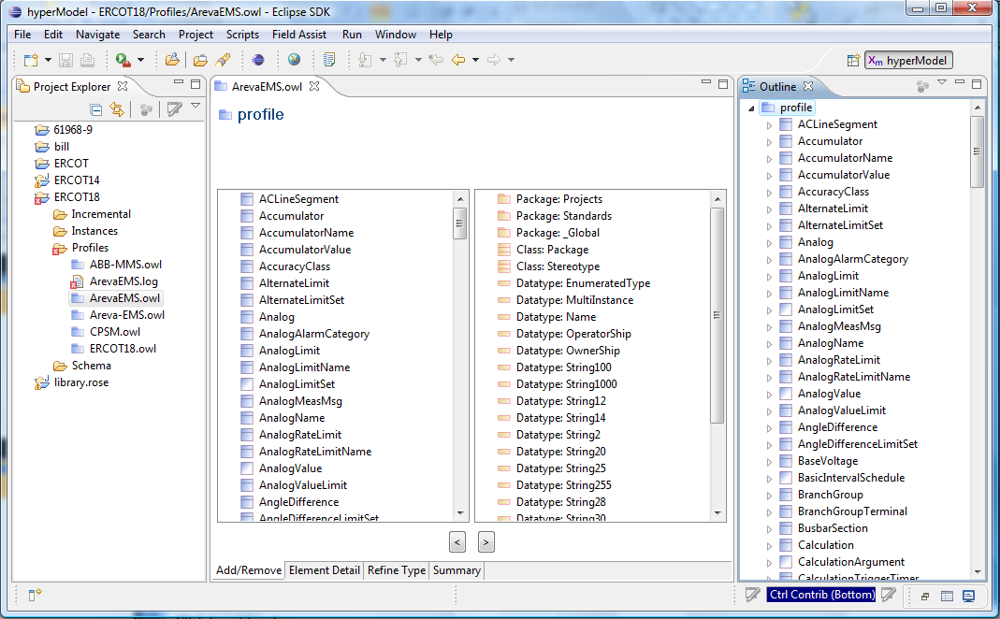 hyperModel - ERCOT18/Profiles/ArevaEMS.owl - Eclipse SDK
File Edit Navigate Search Project Scripts Field Assist Run Window Help
Xm hyperModel
Project Explorer
61968-9
bill
ERCOT
ERCOT14
ERCOT18
Incremental
Instances
Profiles
ABB-MMS.owl
ArevaEMS.log
ArevaEMS.owl
Areva-EMS.owl
CPSM.owl
ERCOT18.owl
Schema
library.rose
ArevaEMS.owl
profile
ACLineSegment
Accumulator
AccumulatorName
AccumulatorValue
AccuracyClass
AlternateLimit
AlternateLimitSet
Analog
AnalogAlarmCategory
AnalogLimit
AnalogLimitName
AnalogLimitSet
AnalogMeasMsg
AnalogName
AnalogRateLimit
AnalogRateLimitName
AnalogValue
AnalogValueLimit
AngleDifference
AngleDifferenceLimitSet
Package: Projects
Package: Standards
Package: _Global
Class: Package
Class: Stereotype
Datatype: EnumeratedType
Datatype: MultiInstance
Datatype: Name
Datatype: OperatorShip
Datatype: OwnerShip
Datatype: String100
Datatype: String1000
Datatype: String12
Datatype: String14
Datatype: String2
Datatype: String20
Datatype: String25
Datatype: String255
Datatype: String28
Datatype: String30
< >
Add/Remove Element Detail Refine Type Summary
Outline
profile
ACLineSegment
Accumulator
AccumulatorName
AccumulatorValue
AccuracyClass
AlternateLimit
AlternateLimitSet
Analog
AnalogAlarmCategory
AnalogLimit
AnalogLimitName
AnalogLimitSet
AnalogMeasMsg
AnalogName
AnalogRateLimit
AnalogRateLimitName
AnalogValue
AnalogValueLimit
AngleDifference
AngleDifferenceLimitSet
BaseVoltage
BasicIntervalSchedule
BranchGroup
BranchGroupTerminal
BusbarSection
Calculation
CalculationArgument
CalculationTriggerTimer
Ctrl Contrib (Bottom)